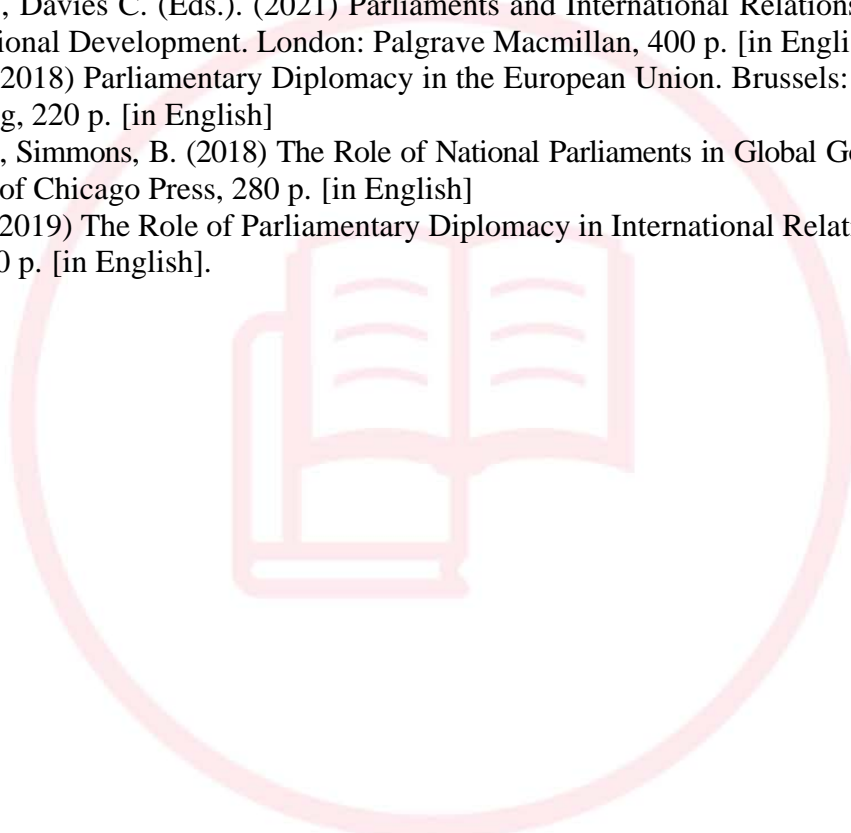 , Davies C. (Eds.). (2021) Parliaments and International Relations
ional Development. London: Palgrave Macmillan, 400 p. [in Engli
2018) Parliamentary Diplomacy in the European Union. Brussels:
g, 220 p. [in English]
, Simmons, B. (2018) The Role of National Parliaments in Global G
of Chicago Press, 280 p. [in English]
2019) The Role of Parliamentary Diplomacy in International Relati
0 p. [in English].